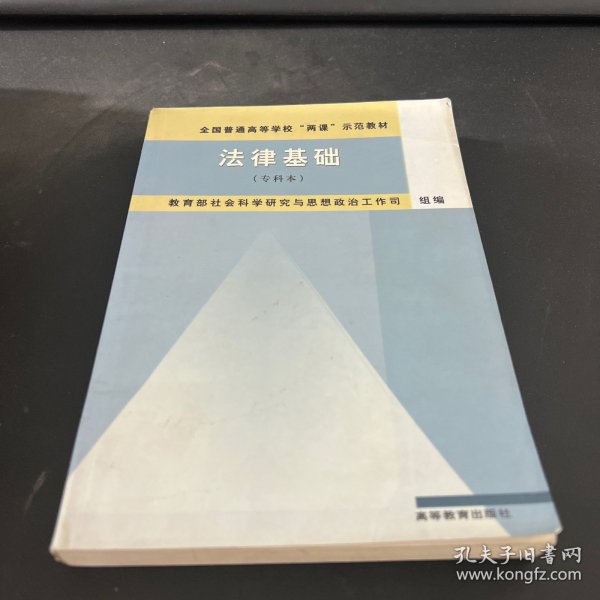 全国普通高等学校“两课”示范教材
法律基础
（专科本）
教育部社会科学研究与思想政治工作司 组编
高等教育出版社
孔夫子旧书网
www.kongfz.com